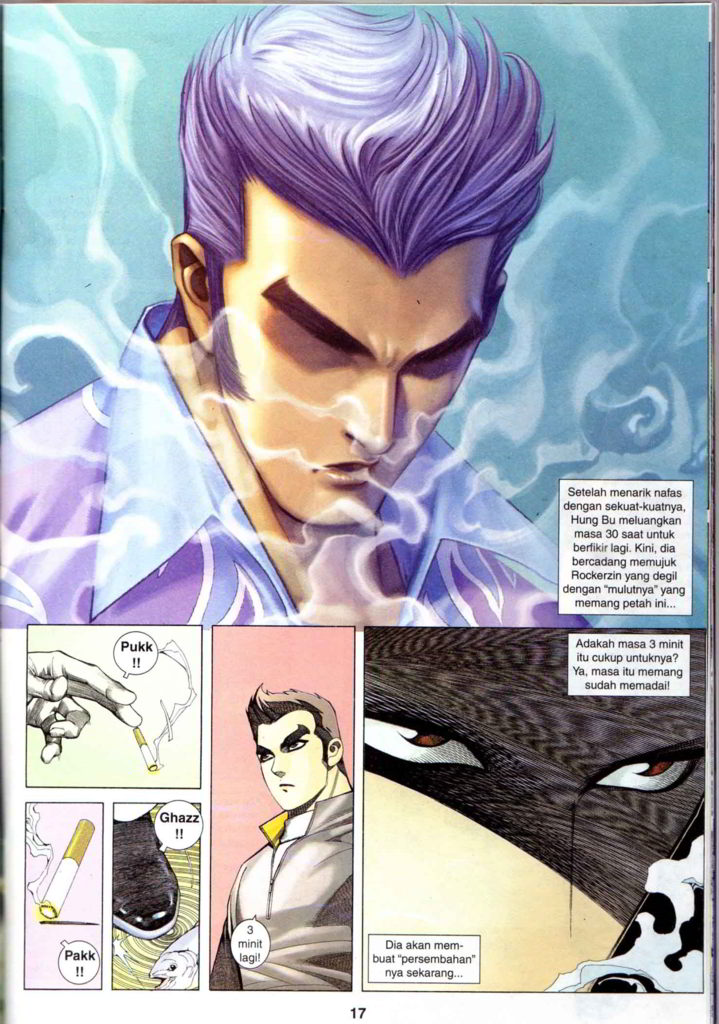 Setelah menarik nafas
dengan sekuat-kuatnya,
Hung Bu meluangkan
masa 30 saat untuk
berfikir lagi. Kini, dia
bercadang memujuk
Rockerzin yang degil
dengan "mulutnya" yang
memang petah ini...
Pukk
!!
Pakk
!!
Ghazz
!!
3
minit
lagi!
Adakah masa 3 minit
itu cukup untuknya?
Ya, masa itu memang
sudah memadai!
Dia akan mem-
buat "persembahan"
nya sekarang...
17